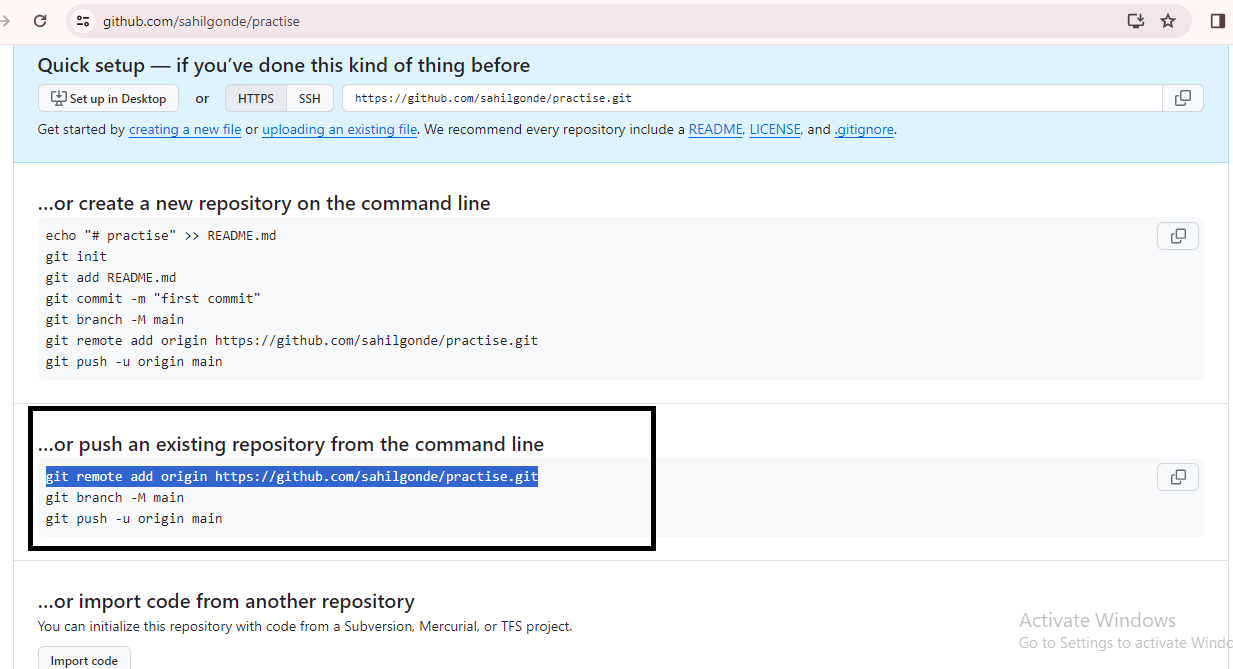 github.com/sahilgonde/practise
Quick setup — if you’ve done this kind of thing before
Set up in Desktop or HTTPS SSH https://github.com/sahilgonde/practise.git
Get started by creating a new file or uploading an existing file. We recommend every repository include a README, LICENSE, and .gitignore.
…or create a new repository on the command line
echo "# practise" >> README.md
git init
git add README.md
git commit -m "first commit"
git branch -M main
git remote add origin https://github.com/sahilgonde/practise.git
git push -u origin main
…or push an existing repository from the command line
git remote add origin https://github.com/sahilgonde/practise.git
git branch -M main
git push -u origin main
…or import code from another repository
You can initialize this repository with code from a Subversion, Mercurial, or TFS project.
Import code
Activate Windows
Go to Settings to activate Windo